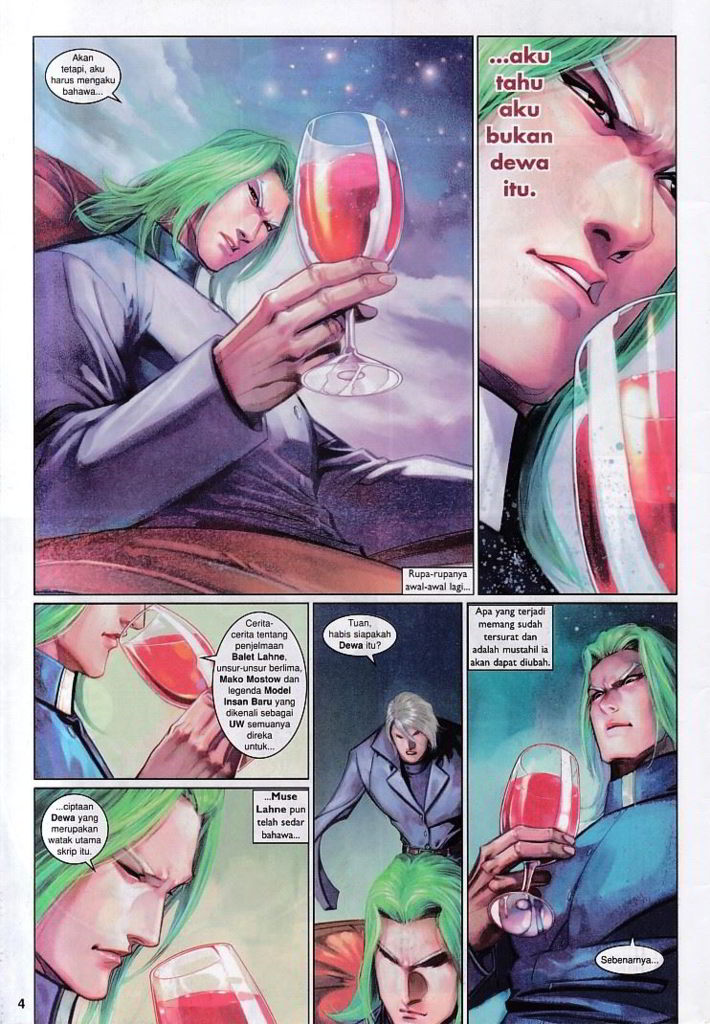 Akan
tetapi, aku
harus mengaku
bahawa...
...aku
tahu
aku
bukan
dewa
itu.
Rupa-rupanya
awal-awal lagi...
Cerita-
cerita tentang
penjelmaan
Balet Lahne,
unsur-unsur berlima,
Mako Mostow dan
legenda Model
Insan Baru yang
dikenali sebagai
UW semuanya
direka
untuk...
...ciptaan
Dewa yang
merupakan
watak utama
skrip itu.
...Muse
Lahne pun
telah sedar
bahawa...
Tuan,
habis siapakah
Dewa itu?
Apa yang terjadi
memang sudah
tersurat dan
adalah mustahil ia
akan dapat diubah.
Sebenarnya...
4